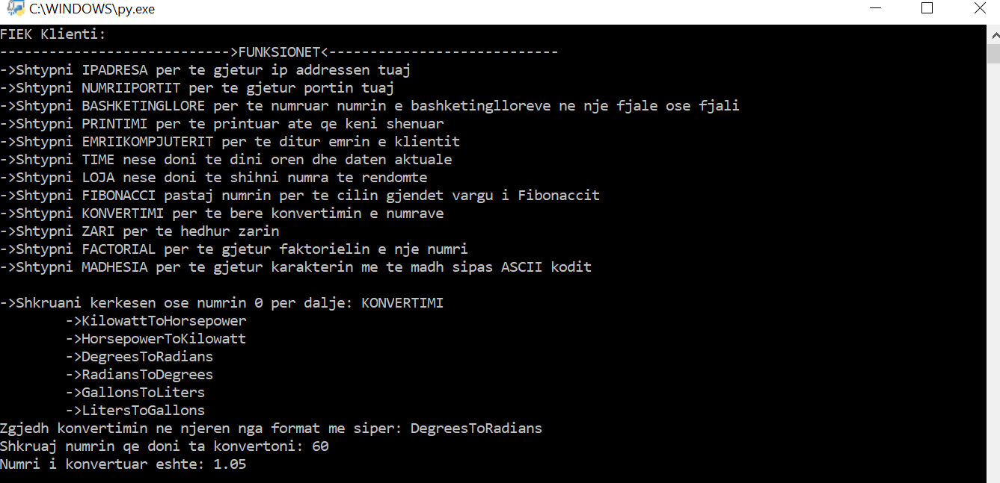 C:\WINDOWS\py.exe
FIEK Klienti:
---------------------------->FUNKSIONET<----------------------------
->Shtypni IPADRESA per te gjetur ip addressen tuaj
->Shtypni NUMRIIPORTIT per te gjetur portin tuaj
->Shtypni BASHKETINGLLORE per te numruar numrin e bashketinglloreve ne nje fjale ose fjali
->Shtypni PRINTIMI per te printuar ate qe keni shenuar
->Shtypni EMRIIKOMPJUTERIT per te ditur emrin e klientit
->Shtypni TIME nese doni te dini oren dhe daten aktuale
->Shtypni LOJA nese doni te shihni numra te rendomte
->Shtypni FIBONACCI pastaj numrin per te cilin gjendet vargu i Fibonaccit
->Shtypni KONVERTIMI per te bere konvertimin e numrave
->Shtypni ZARI per te hedhur zarin
->Shtypni FACTORIAL per te gjetur faktorielin e nje numri
->Shtypni MADHESIA per te gjetur karakterin me te madh sipas ASCII kodit
->Shkruani kerkesen ose numrin 0 per dalje: KONVERTIMI
->KilowattToHorsepower
->HorsepowerToKilowatt
->DegreesToRadians
->RadiansToDegrees
->GallonsToLiters
->LitersToGallons
Zgjedh konvertimin ne njeren nga format me siper: DegreesToRadians
Shkruaj numrin qe doni ta konvertoni: 60
Numri i konvertuar eshte: 1.05